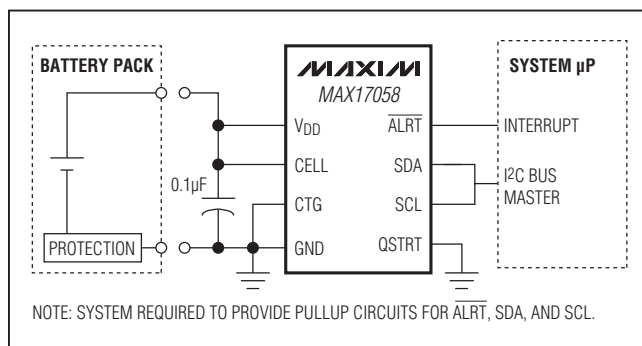 BATTERY PACK
MAXIM
MAX17058
SYSTEM µP
VDD
ALRT
INTERRUPT
CELL
SDA
0.1µF
I2C BUS
MASTER
CTG
SCL
PROTECTION
GND
QSTRT
NOTE: SYSTEM REQUIRED TO PROVIDE PULLUP CIRCUITS FOR ALRT, SDA, AND SCL.